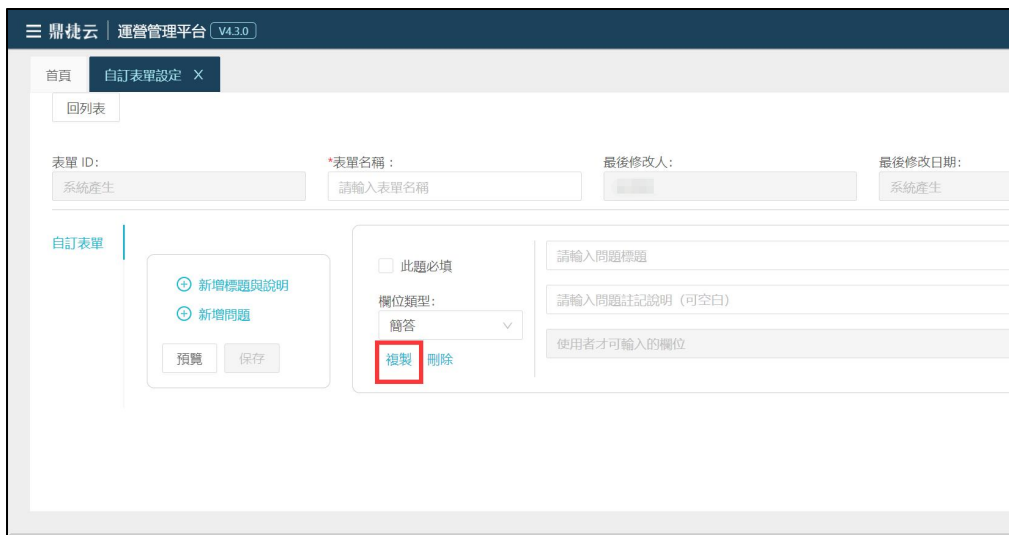 鼎捷云 運營管理平台 V4.3.0
首頁 自訂表單設定 X
回列表
表單 ID: *表單名稱： 最後修改人: 最後修改日期:
系統產生 請輸入表單名稱 系統產生
自訂表單
此題必填
欄位類型:
簡答
複製 刪除
新增標題與說明
新增問題
預覽 保存
請輸入問題標題
請輸入問題註記說明（可空白）
使用者才可輸入的欄位